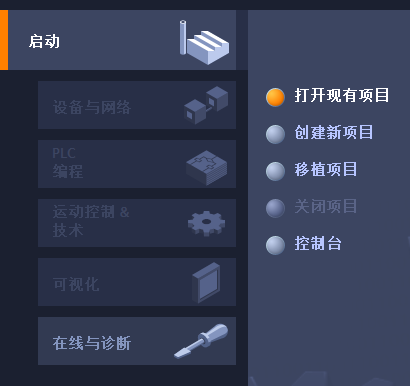 启动
设备与网络
PLC
编程
运动控制 &
技术
可视化
在线与诊断
打开现有项目
创建新项目
移植项目
关闭项目
控制台